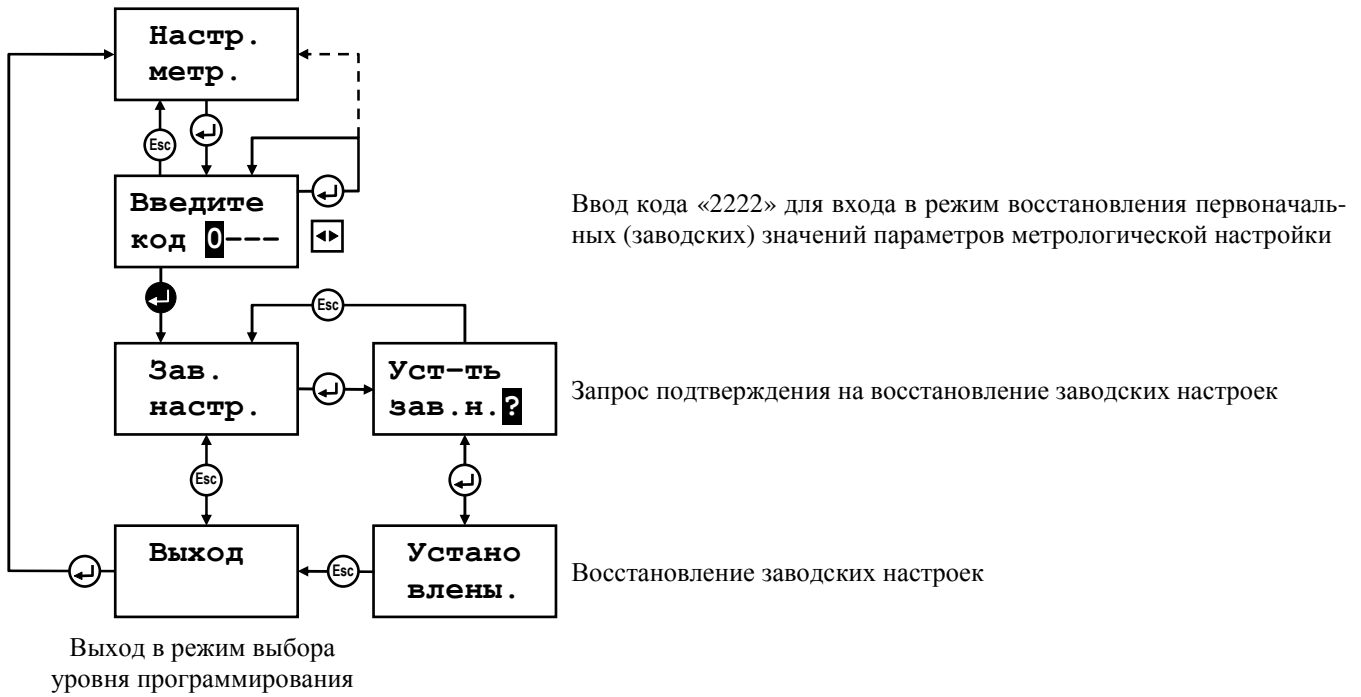 Настр.
метр.
Esc
Введите
код 0---
Ввод кода «2222» для входа в режим восстановления первоначаль-
ных (заводских) значений параметров метрологической настройки
Esc
Зав.
настр.
Уст-ть
зав.н.?
Запрос подтверждения на восстановление заводских настроек
Esc
Выход
Esc
Устано
влены.
Восстановление заводских настроек
Выход в режим выбора
уровня программирования